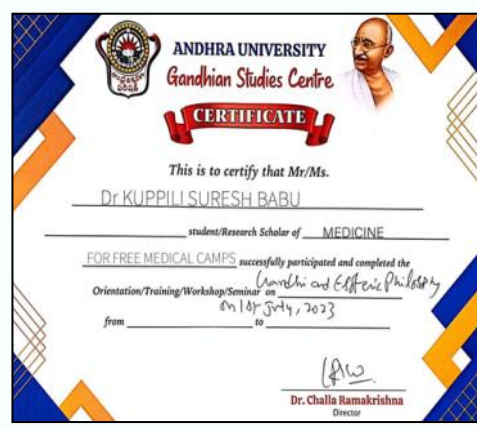 ANDHRA UNIVERSITY
Gandhian Studies Centre
CERTIFICATE
This is to certify that Mr/Ms.
Dr KUPPILI SURESH BABU
student/Research Scholar of MEDICINE
FOR FREE MEDICAL CAMPS successfully participated and completed the
Orientation/Training/Workshop/Seminar on Gandhi and Esoteric Philosophy
on 1st July, 2023
from to
Dr. Challa Ramakrishna
Director